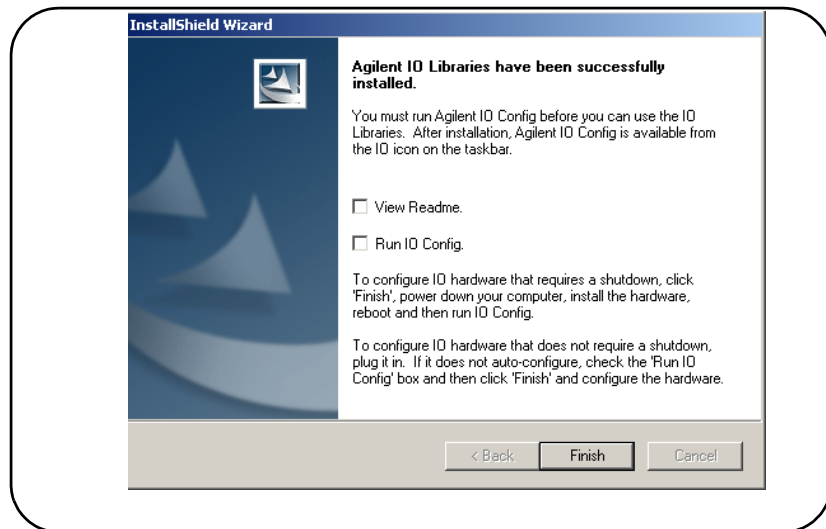 InstallShield Wizard
Agilent IO Libraries have been successfully
installed.
You must run Agilent IO Config before you can use the IO
Libraries. After installation, Agilent IO Config is available from
the IO icon on the taskbar.
View Readme.
Run IO Config.
To configure IO hardware that requires a shutdown, click
'Finish', power down your computer, install the hardware,
reboot and then run IO Config.
To configure IO hardware that does not require a shutdown,
plug it in. If it does not auto-configure, check the 'Run IO
Config' box and then click 'Finish' and configure the hardware.
< Back
Finish
Cancel